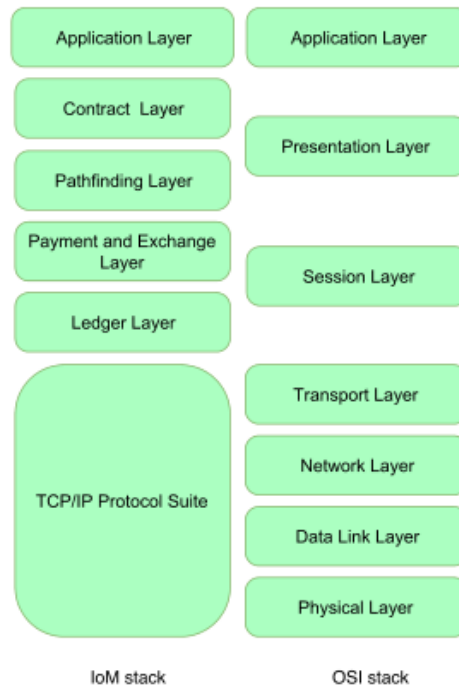 Application Layer
Application Layer
Contract Layer
Presentation Layer
Pathfinding Layer
Payment and Exchange
Layer
Session Layer
Ledger Layer
Transport Layer
Network Layer
TCP/IP Protocol Suite
Data Link Layer
Physical Layer
IoM stack
OSI stack